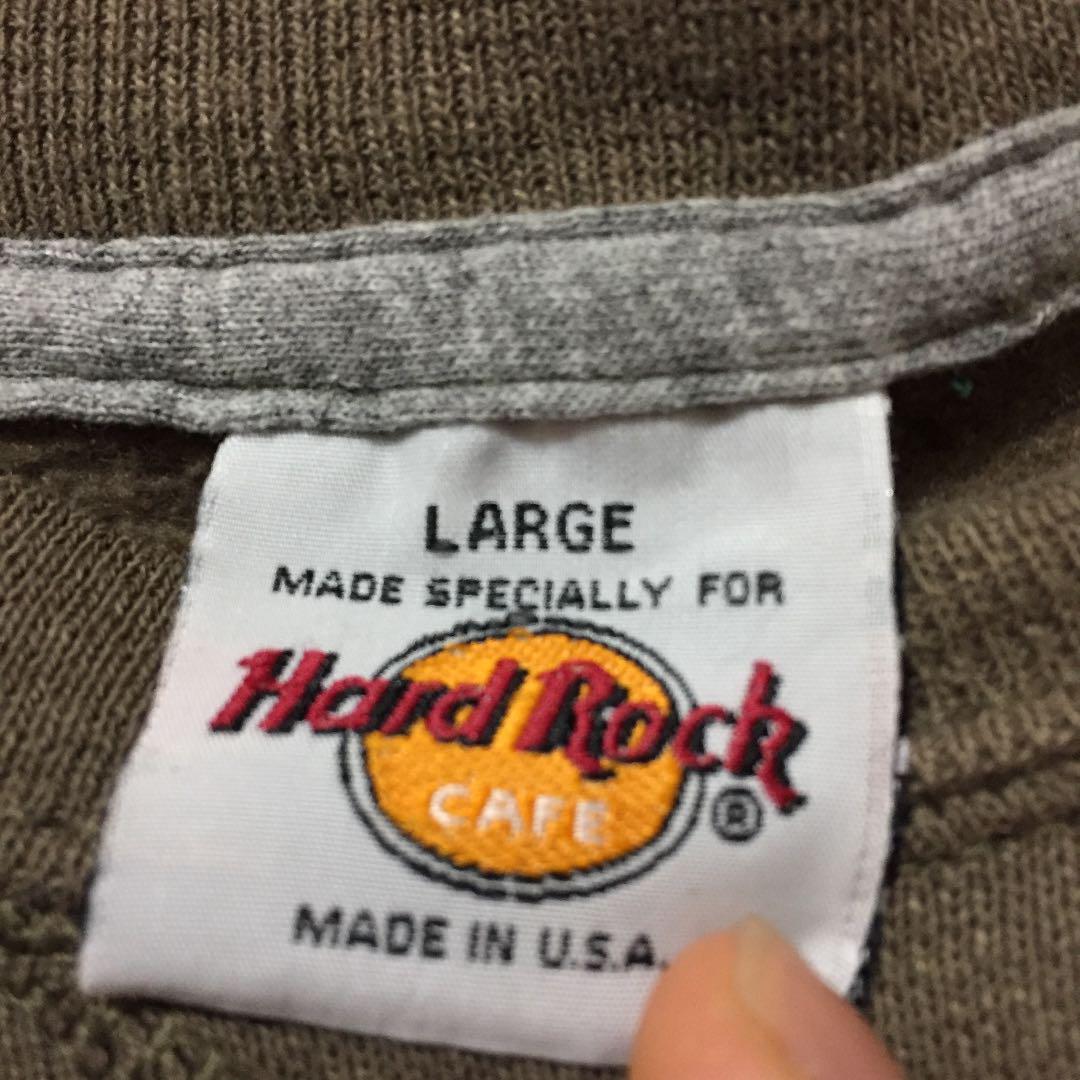 LARGE
MADE SPECIALLY FOR
Hard Rock
CAFE ®
MADE IN U.S.A.